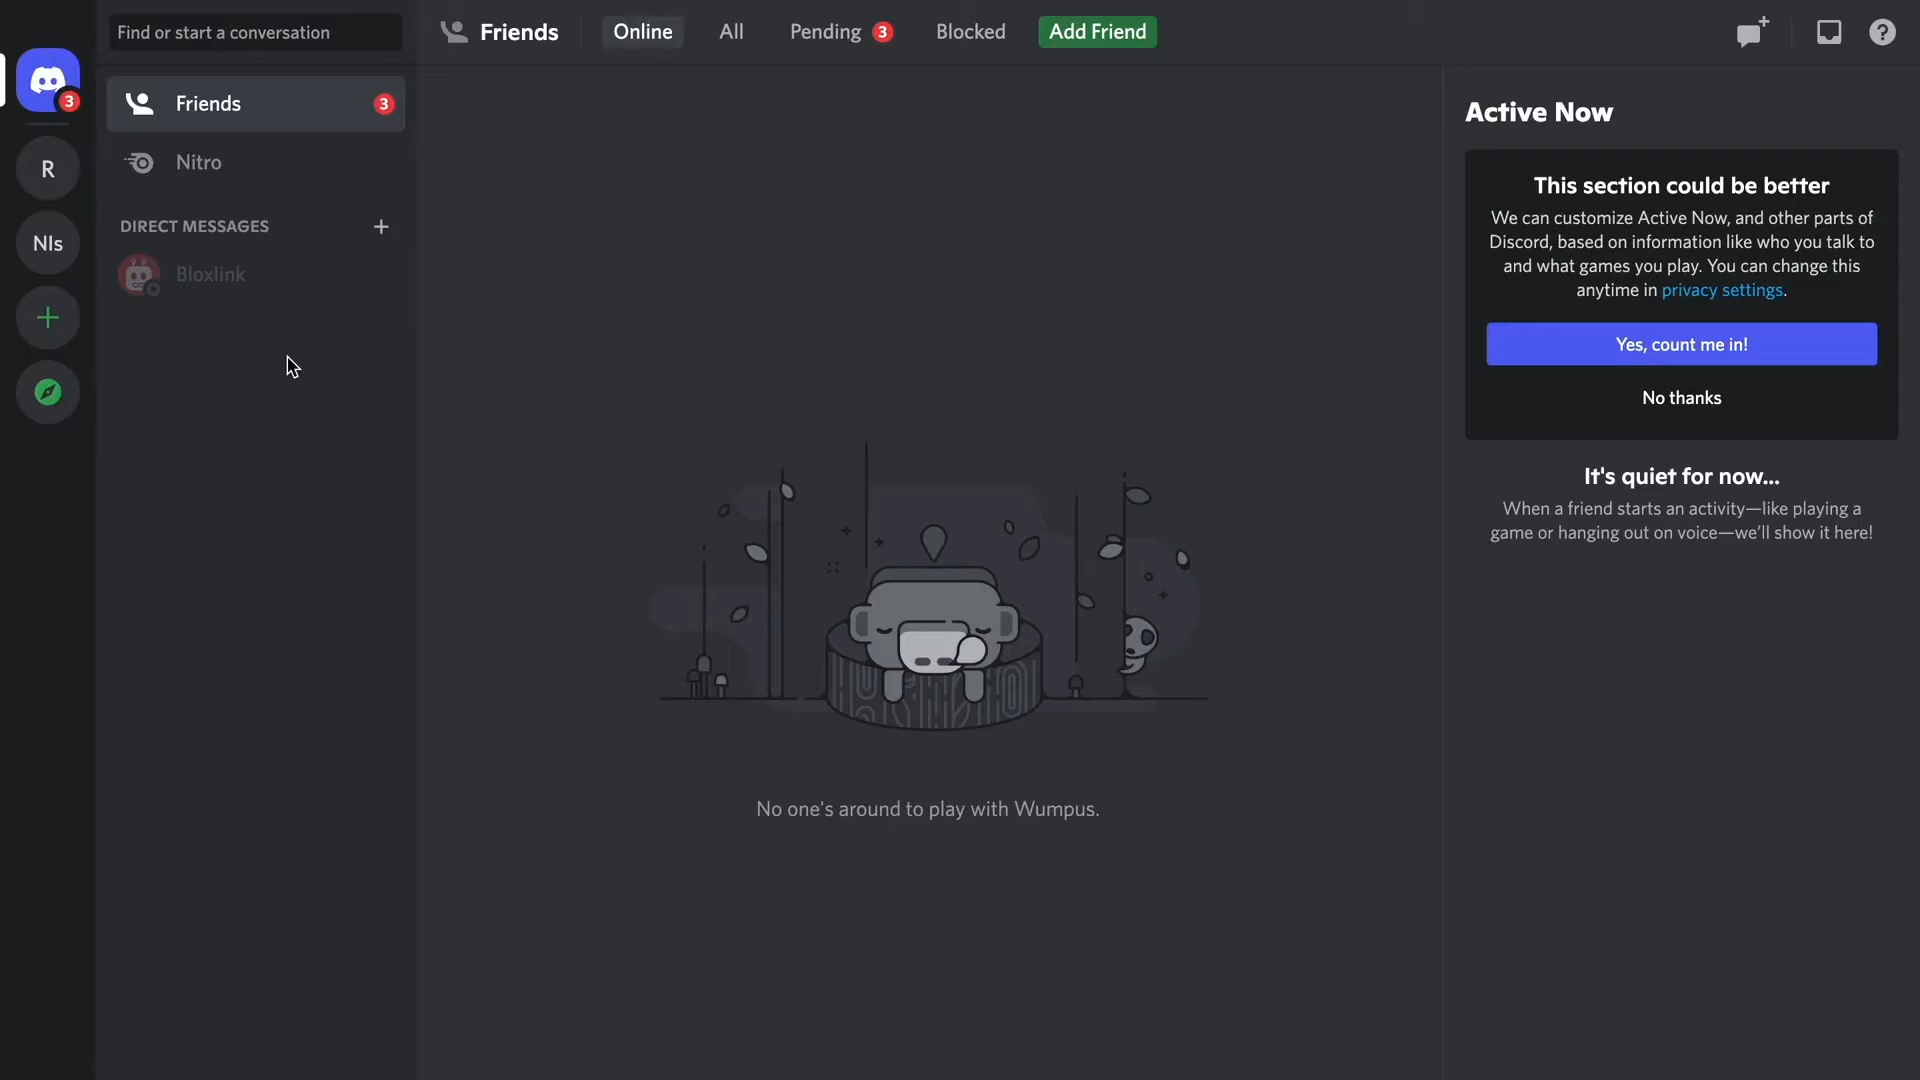 Find or start a conversation
Friends
Online
All
Pending
3
Blocked
Add Friend
3
Friends
3
R
Nitro
NIs
DIRECT MESSAGES
Bloxlink
Active Now
This section could be better
We can customize Active Now, and other parts of
Discord, based on information like who you talk to
and what games you play. You can change this
anytime in privacy settings.
Yes, count me in!
No thanks
It's quiet for now...
When a friend starts an activity—like playing a
game or hanging out on voice—we'll show it here!
No one's around to play with Wumpus.